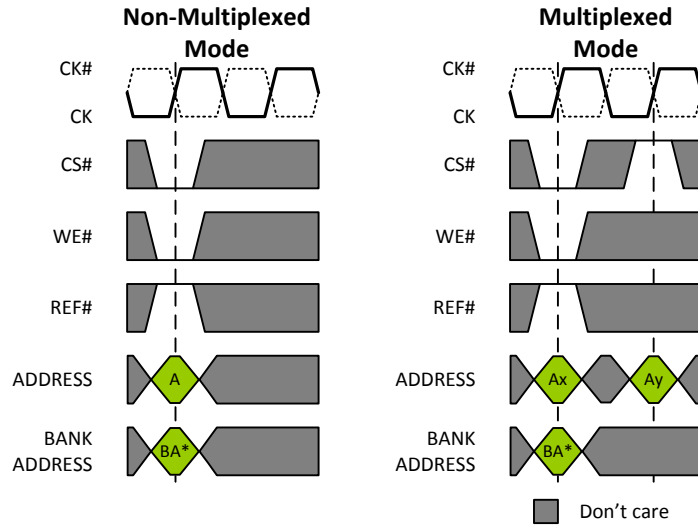 Non-Multiplexed
Mode
CK#
CK
CS#
WE#
REF#
ADDRESS
A
BANK
ADDRESS
BA*
Multiplexed
Mode
CK#
CK
CS#
WE#
REF#
ADDRESS
Ax
Ay
BANK
ADDRESS
BA*
Don't care